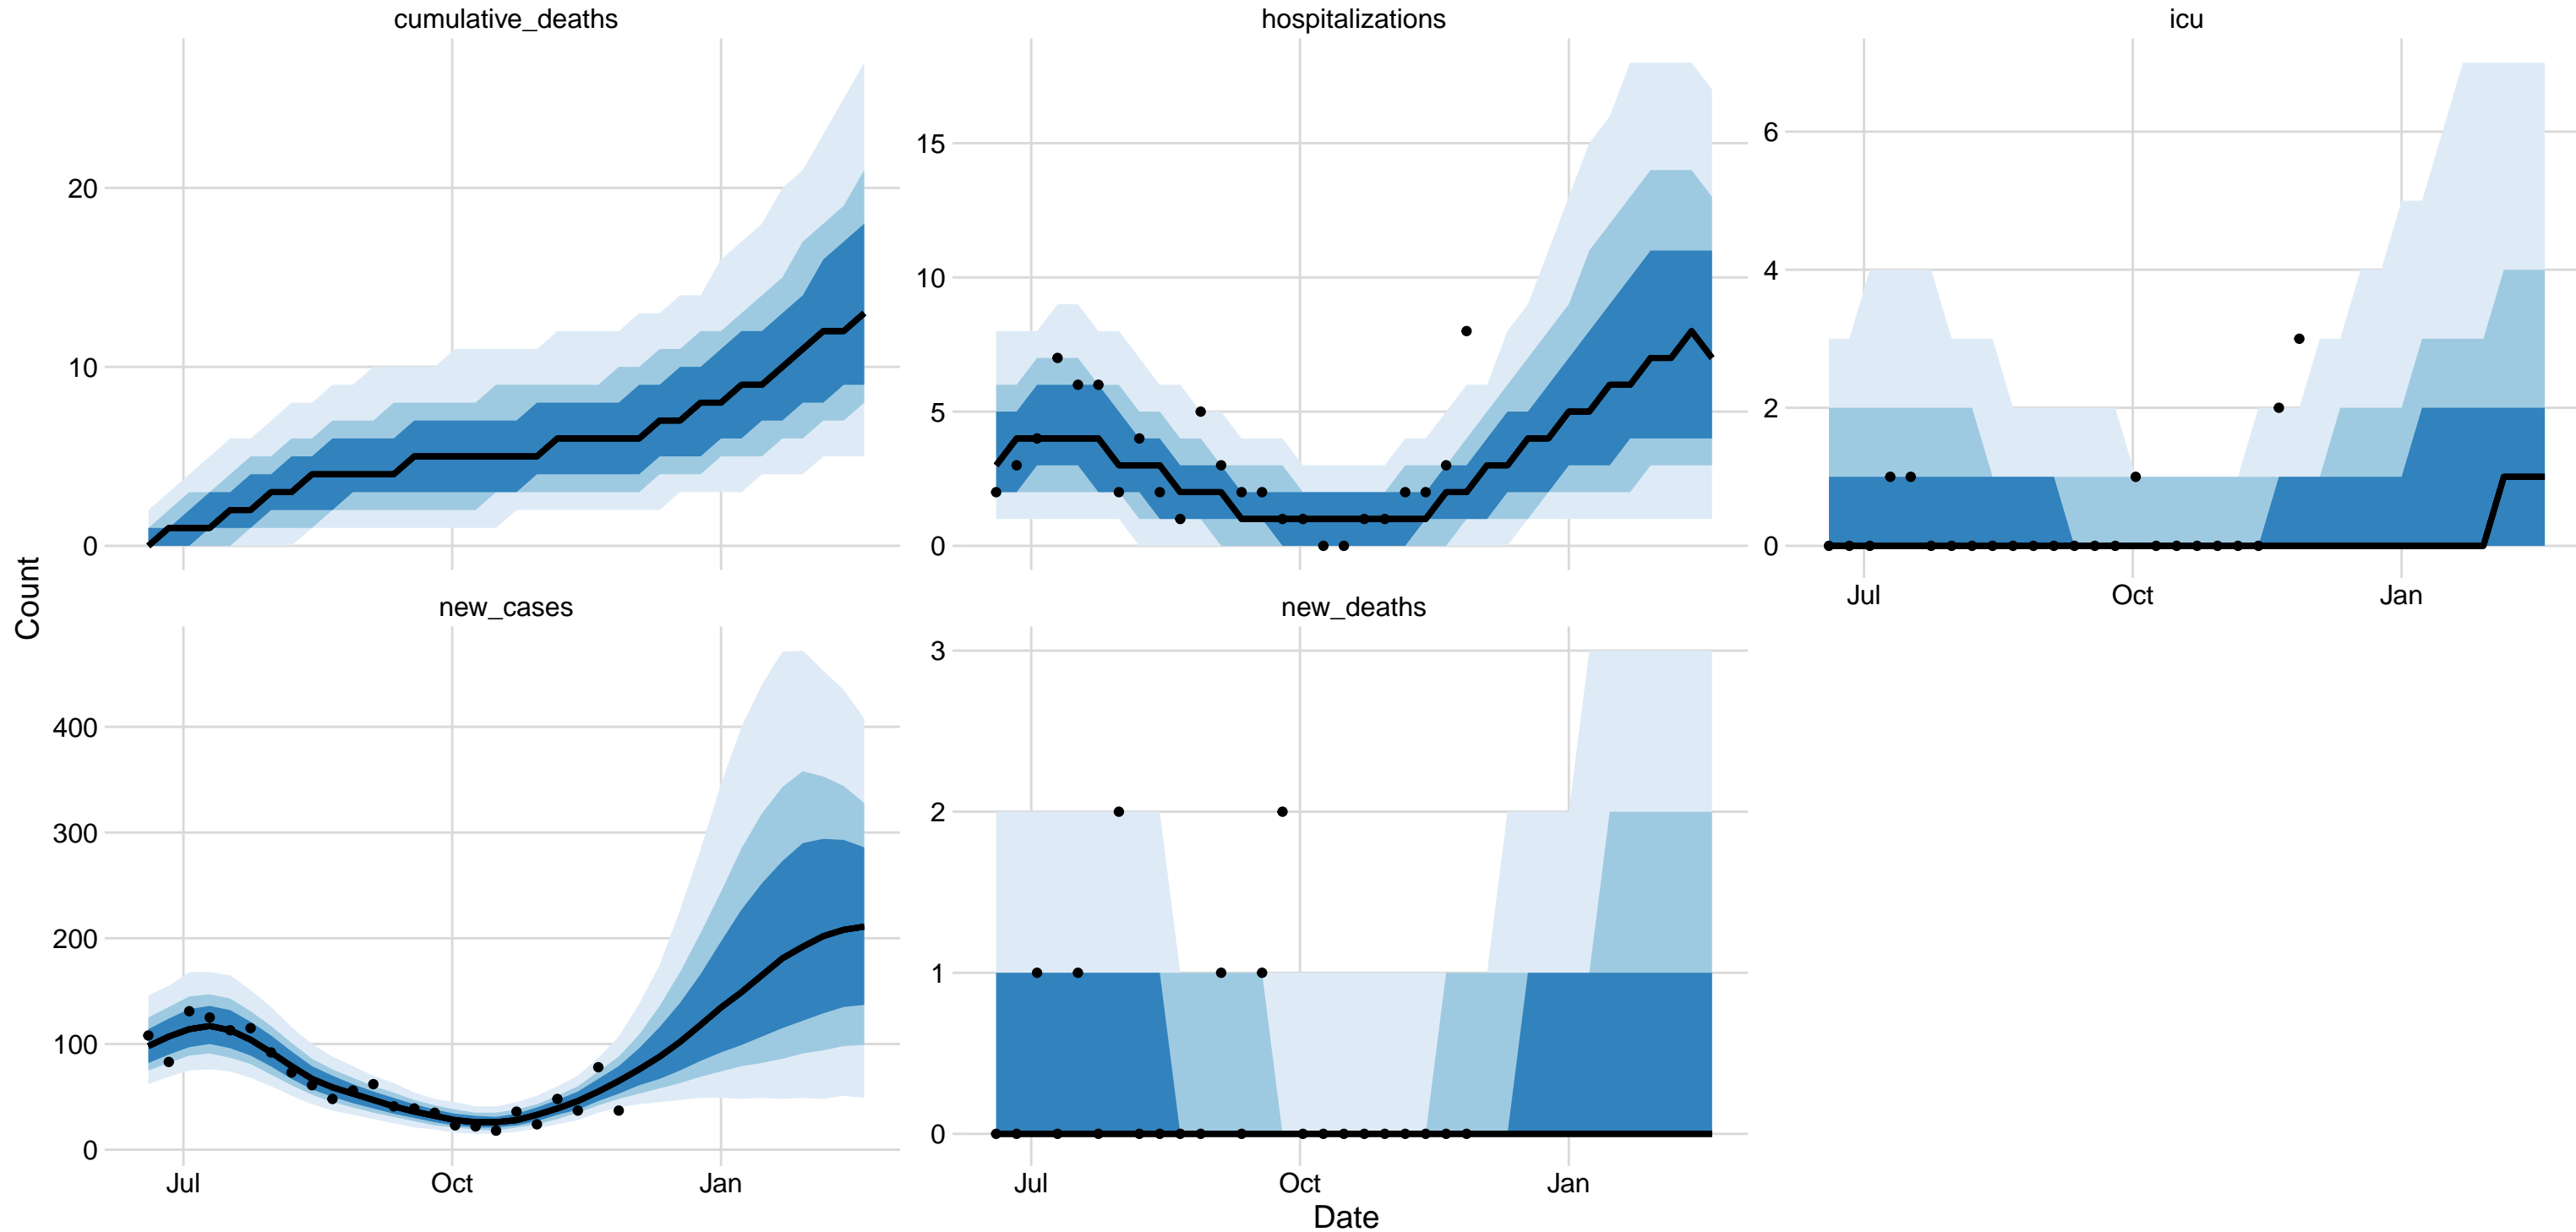 cumulative_deaths
hospitalizations
icu
20
10
0
15
10
5
0
6
4
2
0
Jul Oct Jan
Count
new_cases
new_deaths
400
300
200
100
0
3
2
1
0
Jul Oct Jan
Jul Oct Jan
Date